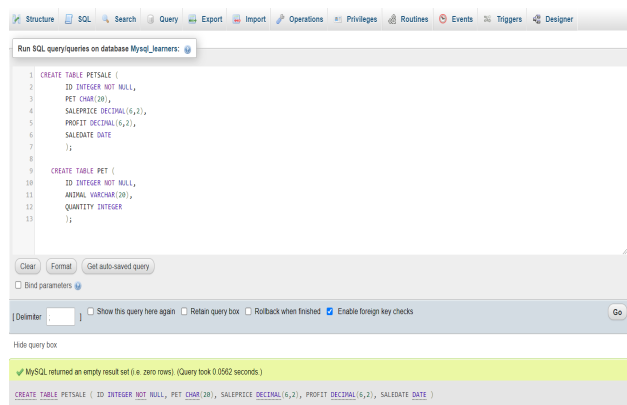 Structure SQL Search Query Export Import Operations Privileges Routines Events Triggers Designer
Run SQL query/queries on database Mysql_learners:
1 CREATE TABLE PETSALE (
2 ID INTEGER NOT NULL,
3 PET CHAR(20),
4 SALEPRICE DECIMAL(6,2),
5 PROFIT DECIMAL(6,2),
6 SALEDATE DATE
7 );
8
9 CREATE TABLE PET (
10 ID INTEGER NOT NULL,
11 ANIMAL VARCHAR(20),
12 QUANTITY INTEGER
13 );
Clear Format Get auto-saved query
Bind parameters
[ Delimiter ; ] Show this query here again Retain query box Rollback when finished Enable foreign key checks Go
Hide query box
MySQL returned an empty result set (i.e. zero rows). (Query took 0.0562 seconds.)
CREATE TABLE PETSALE ( ID INTEGER NOT NULL, PET CHAR(20), SALEPRICE DECIMAL(6,2), PROFIT DECIMAL(6,2), SALEDATE DATE )